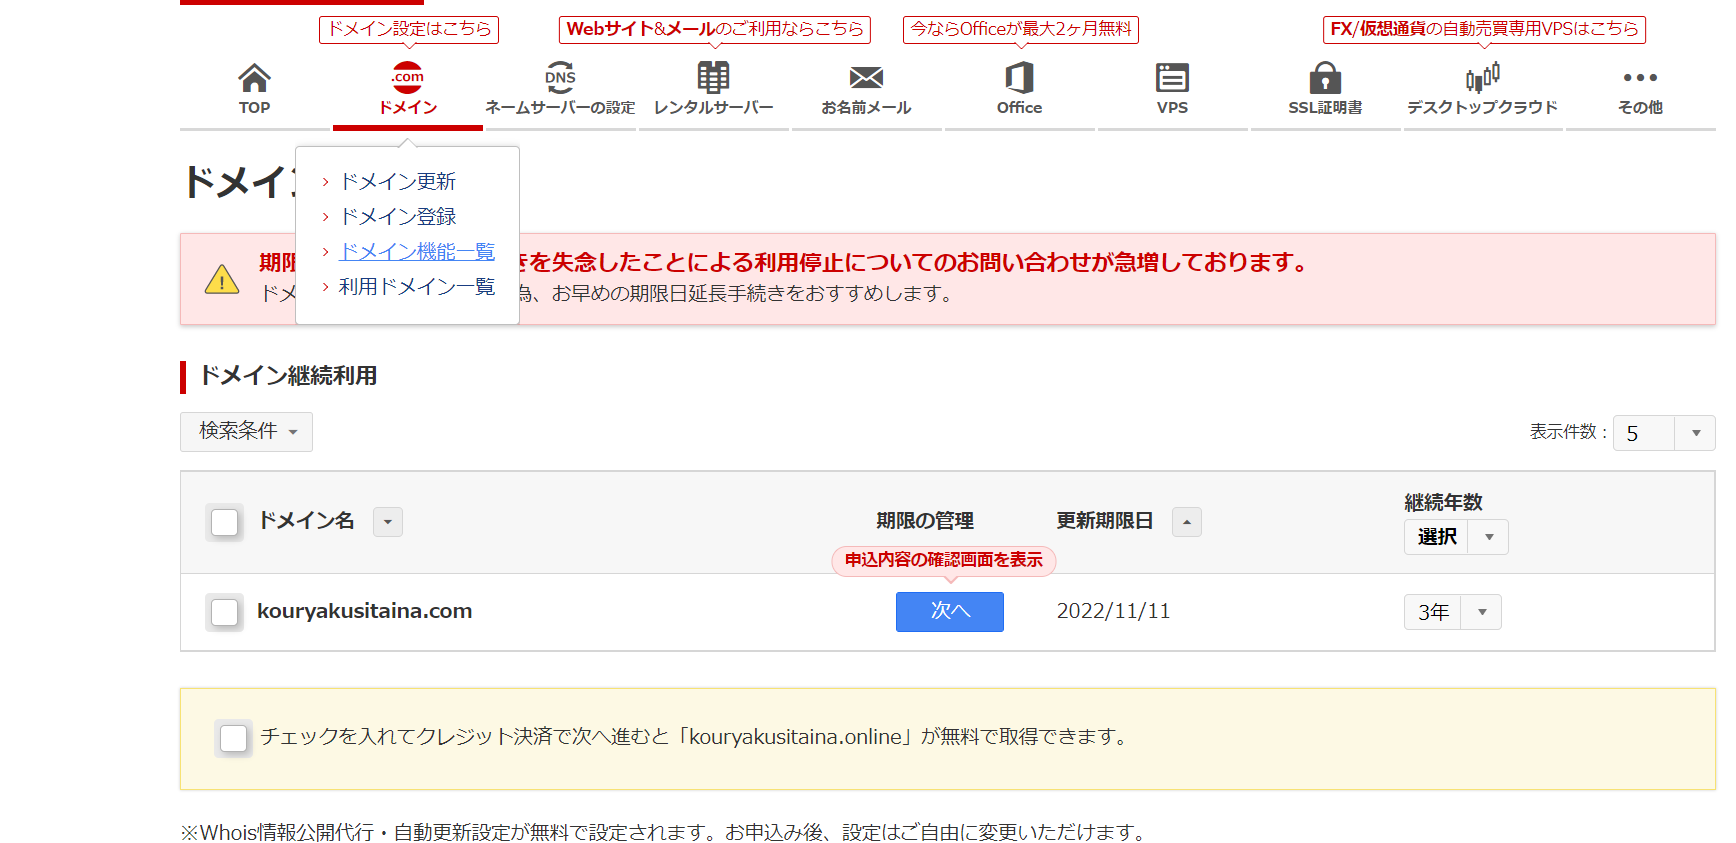 ドメイン設定はこちら
Webサイト&メールのご利用ならこちら
今ならOfficeが最大2ヶ月無料
FX/仮想通貨の自動売買専用VPSはこちら
.com
DNS
TOP
ドメイン
ネームサーバーの設定
レンタルサーバー
お名前メール
Office
VPS
SSL証明書
デスクトップクラウド
その他
ドメイン
ドメイン更新
ドメイン登録
ドメイン機能一覧
利用ドメイン一覧
期限 きを失念したことによる利用停止についてのお問い合わせが急増しております。
ドメ 為、お早めの期限日延長手続きをおすすめします。
ドメイン継続利用
検索条件
表示件数 : 5
ドメイン名
期限の管理
更新期限日
継続年数
選択
申込内容の確認画面を表示
kouryakusitaina.com
次へ
2022/11/11
3年
チェックを入れてクレジット決済で次へ進むと「kouryakusitaina.online」が無料で取得できます。
※Whois情報公開代行・自動更新設定が無料で設定されます。お申込み後、設定はご自由に変更いただけます。